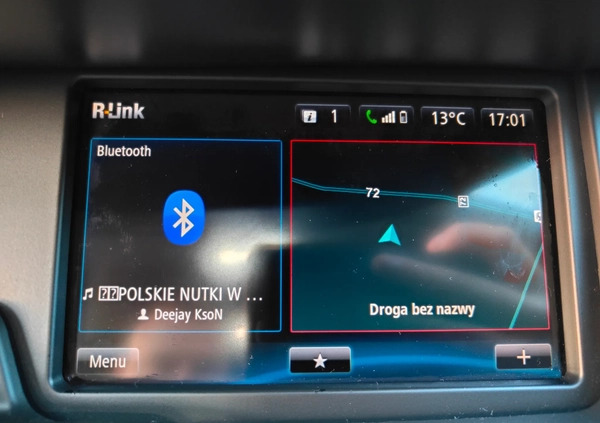 R-Link
1
13°C
17:01
Bluetooth
72
POLSKIE NUTKI W ...
Deejay KsoN
Droga bez nazwy
Menu